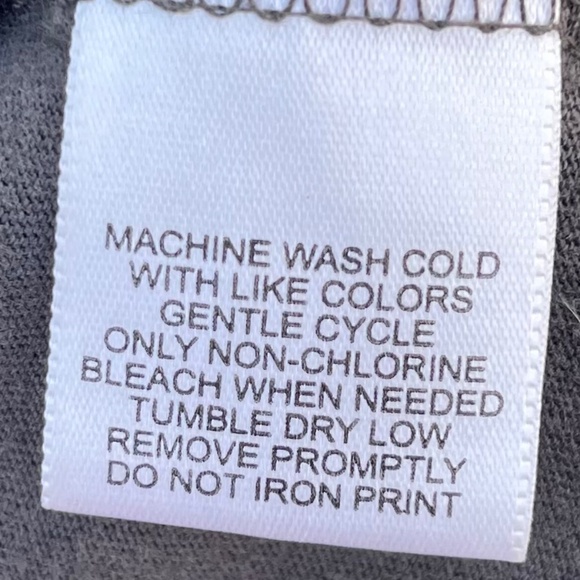 MACHINE WASH COLD
WITH LIKE COLORS
GENTLE CYCLE
ONLY NON-CHLORINE
BLEACH WHEN NEEDED
TUMBLE DRY LOW
REMOVE PROMPTLY
DO NOT IRON PRINT